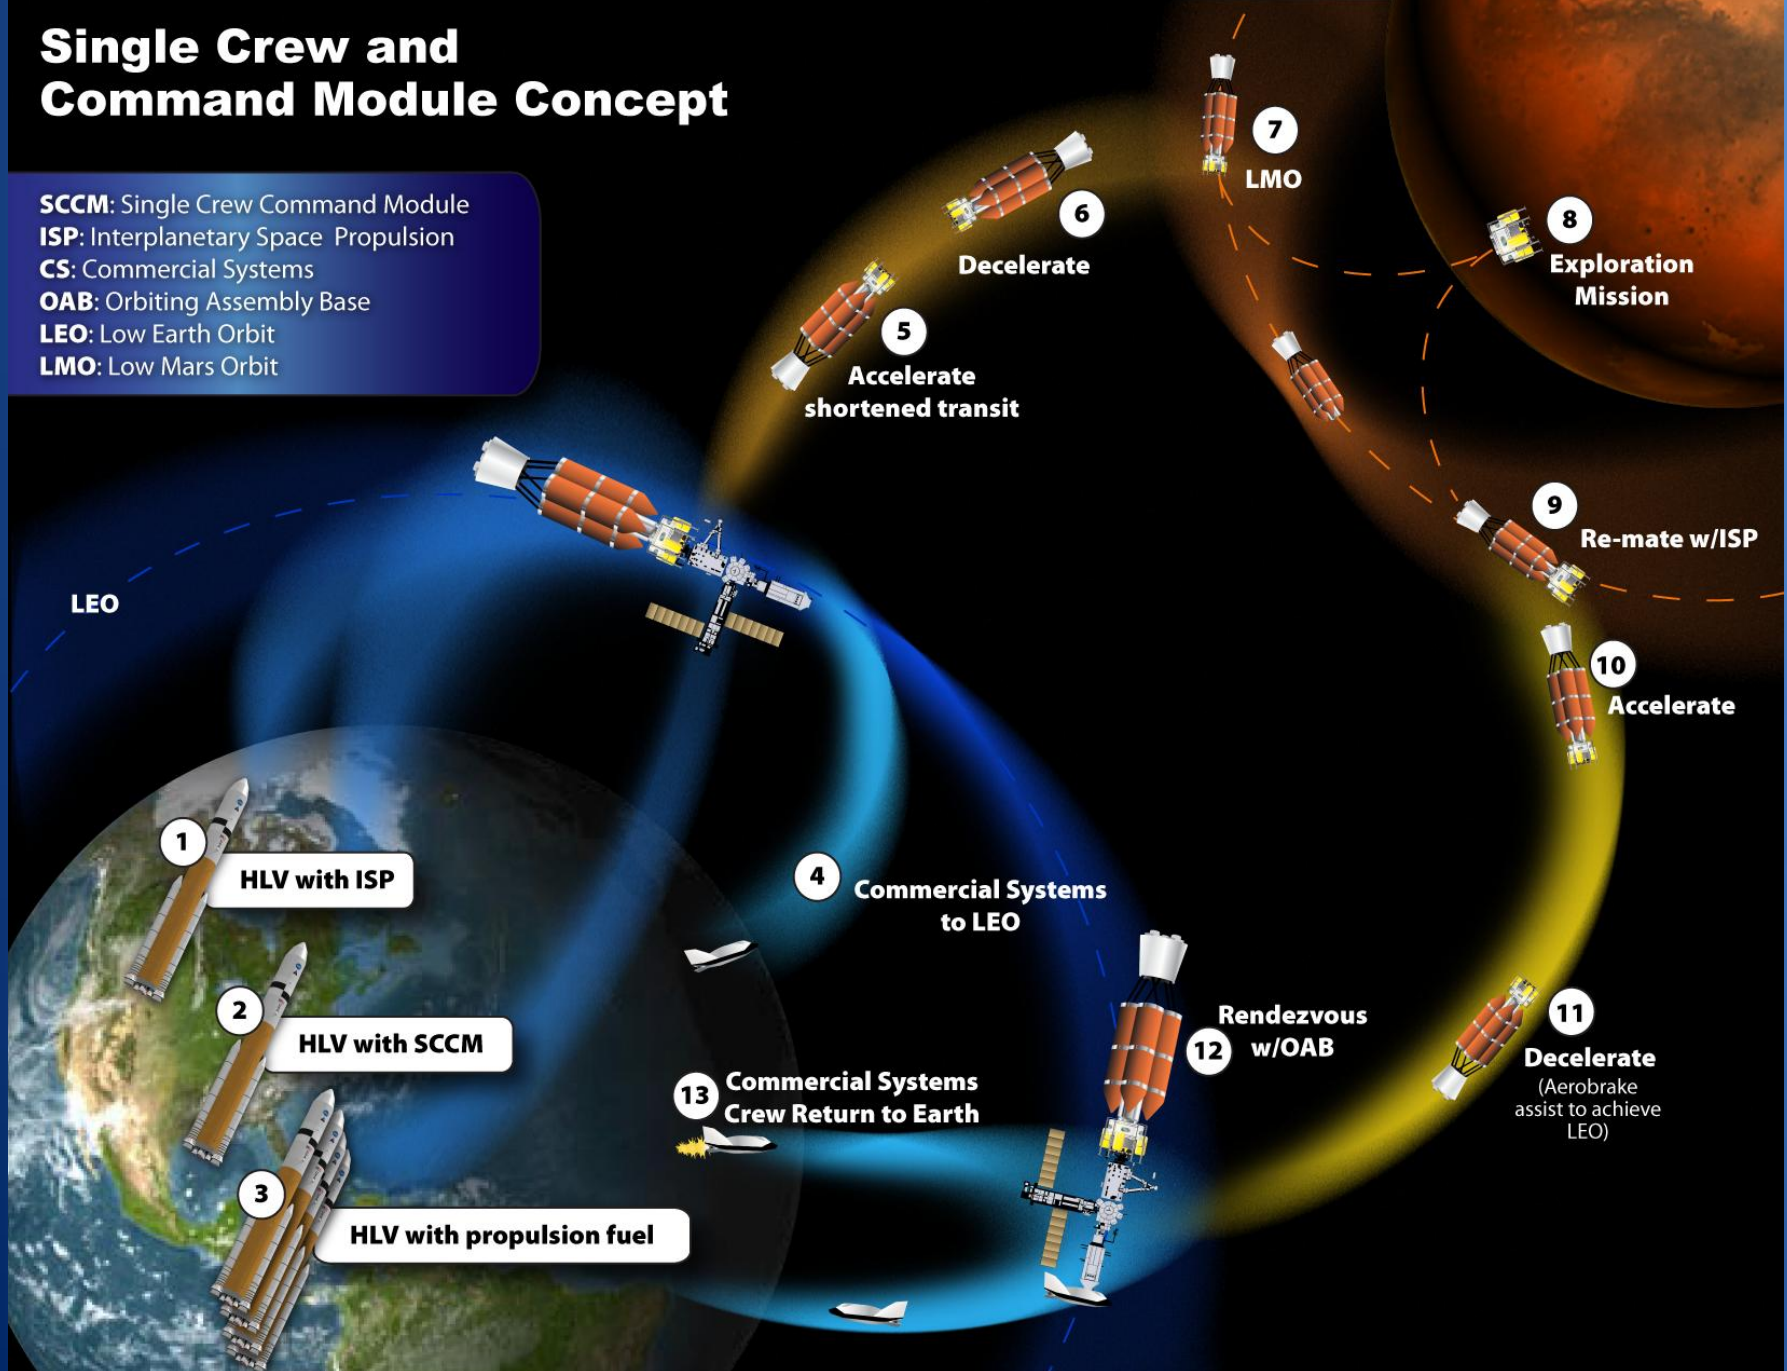 Single Crew and
Command Module Concept
SCCM: Single Crew Command Module
ISP: Interplanetary Space Propulsion
CS: Commercial Systems
OAB: Orbiting Assembly Base
LEO: Low Earth Orbit
LMO: Low Mars Orbit
LEO
1
HLV with ISP
2
HLV with SCCM
3
HLV with propulsion fuel
4
Commercial Systems
to LEO
5
Accelerate
shortened transit
6
Decelerate
7
LMO
8
Exploration
Mission
9
Re-mate w/ISP
10
Accelerate
11
Decelerate
(Aerobrake
assist to achieve
LEO)
12
Rendezvous
w/OAB
13
Commercial Systems
Crew Return to Earth